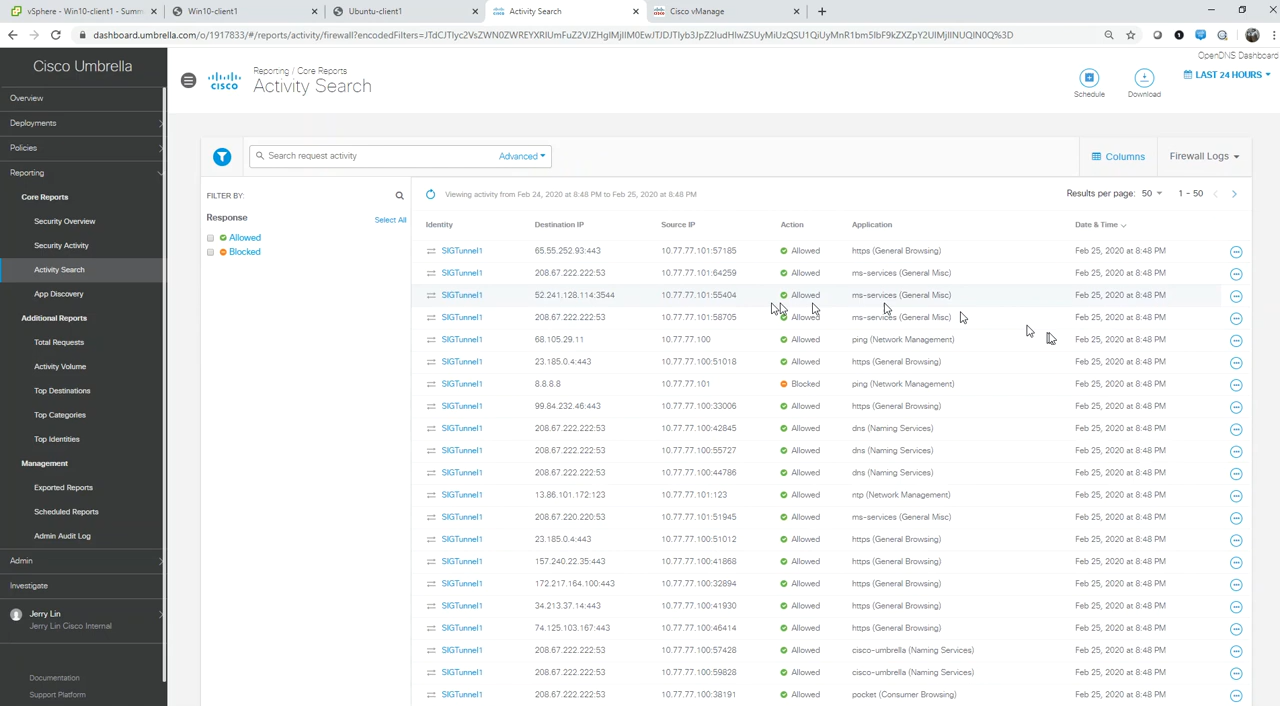 vSphere - Win10-client1 - Summ
Win10-client1
Ubuntu-client1
Activity Search
Cisco vManage
OpenDNS Dashboard
Cisco Umbrella
Overview
Deployments
Policies
Reporting
Core Reports
Security Overview
Security Activity
Activity Search
App Discovery
Additional Reports
Total Requests
Activity Volume
Top Destinations
Top Categories
Top Identities
Management
Exported Reports
Scheduled Reports
Admin Audit Log
Admin
Investigate
Jerry Lin
Jerry Lin Cisco Internal
Documentation
Support Platform
CISCO
Reporting / Core Reports
Activity Search
Schedule
Download
LAST 24 HOURS
Search request activity Advanced
Columns
Firewall Logs
FILTER BY:
Response Select All
Allowed
Blocked
Viewing activity from Feb 24, 2020 at 8:48 PM to Feb 25, 2020 at 8:48 PM
Results per page: 50 1 - 50
Identity Destination IP Source IP Action Application Date & Time
SIGTunnel1 65.55.252.93:443 10.77.77.101:57185 Allowed https (General Browsing) Feb 25, 2020 at 8:48 PM
SIGTunnel1 208.67.222.222:53 10.77.77.101:64259 Allowed ms-services (General Misc) Feb 25, 2020 at 8:48 PM
SIGTunnel1 52.241.128.114:3544 10.77.77.101:55404 Allowed ms-services (General Misc) Feb 25, 2020 at 8:48 PM
SIGTunnel1 208.67.222.222:53 10.77.77.101:58705 Allowed ms-services (General Misc) Feb 25, 2020 at 8:48 PM
SIGTunnel1 68.105.29.11 10.77.77.100 Allowed ping (Network Management) Feb 25, 2020 at 8:48 PM
SIGTunnel1 23.185.0.4:443 10.77.77.100:51018 Allowed https (General Browsing) Feb 25, 2020 at 8:48 PM
SIGTunnel1 8.8.8.8 10.77.77.101 Blocked ping (Network Management) Feb 25, 2020 at 8:48 PM
SIGTunnel1 99.84.232.46:443 10.77.77.100:33006 Allowed https (General Browsing) Feb 25, 2020 at 8:48 PM
SIGTunnel1 208.67.222.222:53 10.77.77.100:42845 Allowed dns (Naming Services) Feb 25, 2020 at 8:48 PM
SIGTunnel1 208.67.222.222:53 10.77.77.100:55727 Allowed dns (Naming Services) Feb 25, 2020 at 8:48 PM
SIGTunnel1 208.67.222.222:53 10.77.77.100:44786 Allowed dns (Naming Services) Feb 25, 2020 at 8:48 PM
SIGTunnel1 13.86.101.172:123 10.77.77.101:123 Allowed ntp (Network Management) Feb 25, 2020 at 8:48 PM
SIGTunnel1 208.67.220.220:53 10.77.77.101:51945 Allowed ms-services (General Misc) Feb 25, 2020 at 8:48 PM
SIGTunnel1 23.185.0.4:443 10.77.77.100:51012 Allowed https (General Browsing) Feb 25, 2020 at 8:48 PM
SIGTunnel1 157.240.22.35:443 10.77.77.100:41868 Allowed https (General Browsing) Feb 25, 2020 at 8:48 PM
SIGTunnel1 172.217.164.100:443 10.77.77.100:32894 Allowed https (General Browsing) Feb 25, 2020 at 8:48 PM
SIGTunnel1 34.213.37.14:443 10.77.77.100:41930 Allowed https (General Browsing) Feb 25, 2020 at 8:48 PM
SIGTunnel1 74.125.103.167:443 10.77.77.100:46414 Allowed https (General Browsing) Feb 25, 2020 at 8:48 PM
SIGTunnel1 208.67.222.222:53 10.77.77.100:57428 Allowed cisco-umbrella (Naming Services) Feb 25, 2020 at 8:48 PM
SIGTunnel1 208.67.222.222:53 10.77.77.100:59828 Allowed cisco-umbrella (Naming Services) Feb 25, 2020 at 8:48 PM
SIGTunnel1 208.67.222.222:53 10.77.77.100:38191 Allowed pocket (Consumer Browsing) Feb 25, 2020 at 8:48 PM